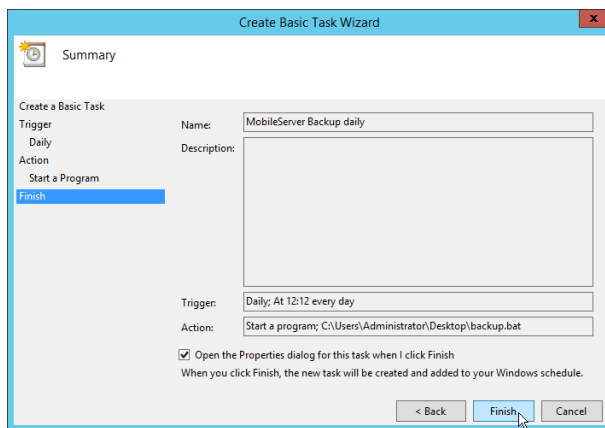 Create Basic Task Wizard
x
Summary
Create a Basic Task
Trigger
Daily
Action
Start a Program
Finish
Name: MobileServer Backup daily
Description:
Trigger: Daily; At 12:12 every day
Action: Start a program; C:\Users\Administrator\Desktop\backup.bat
Open the Properties dialog for this task when I click Finish
When you click Finish, the new task will be created and added to your Windows schedule.
< Back Finish Cancel